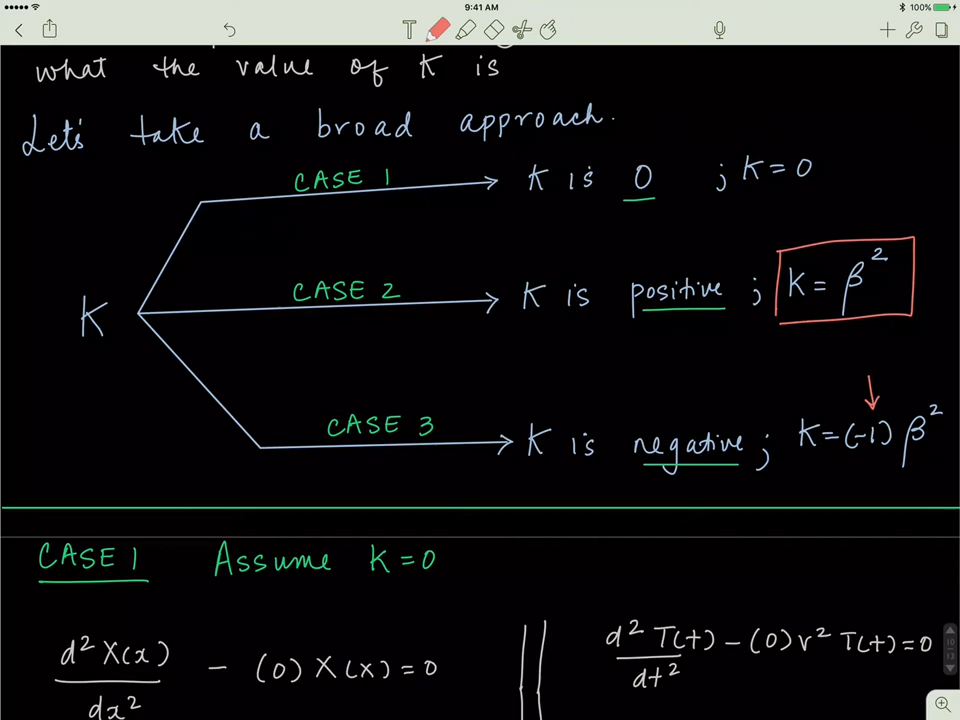 9:41 AM
100%
what the value of K is
Let's take a broad approach.
CASE 1 K is 0 ; K = 0
K CASE 2 K is positive ; K = β²
CASE 3 K is negative ; K = (-1) β²
CASE 1 Assume K = 0
d² X(x) / dx² - (0) X(x) = 0 || d² T(t) / dt² - (0) v² T(t) = 0